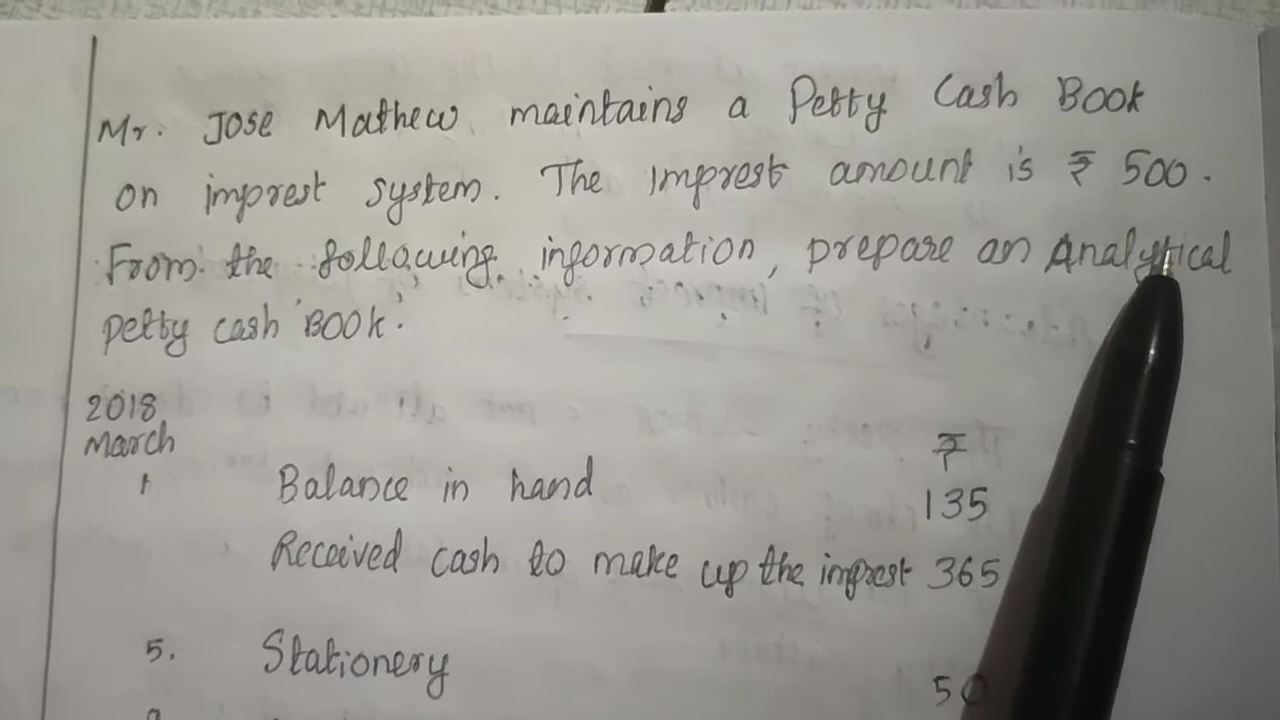 Mr. Jose Mathew maintains a Petty Cash Book
on imprest system. The Imprest amount is ₹ 500.
From the following information, prepare an Analytical
petty cash Book.
2018
March
₹
1 Balance in hand 135
Received cash to make up the imprest 365
5. Stationery 50